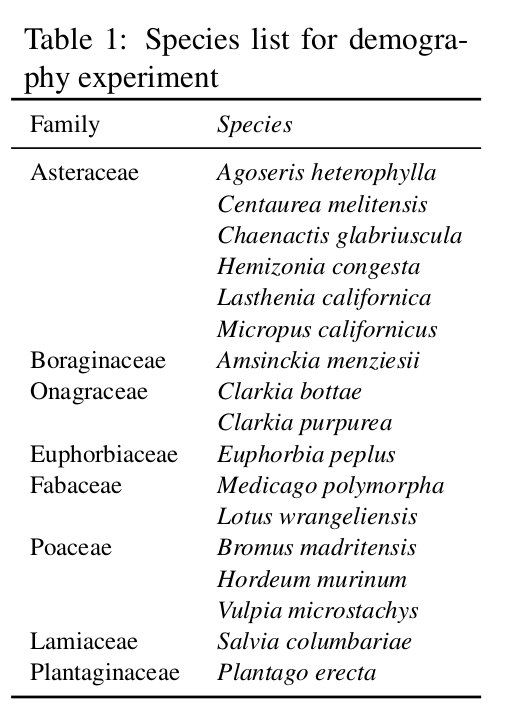 Table 1: Species list for demogra-
phy experiment
Family Species
Asteraceae Agoseris heterophylla
Centaurea melitensis
Chaenactis glabriuscula
Hemizonia congesta
Lasthenia californica
Micropus californicus
Boraginaceae Amsinckia menziesii
Onagraceae Clarkia bottae
Clarkia purpurea
Euphorbiaceae Euphorbia peplus
Fabaceae Medicago polymorpha
Lotus wrangeliensis
Poaceae Bromus madritensis
Hordeum murinum
Vulpia microstachys
Lamiaceae Salvia columbariae
Plantaginaceae Plantago erecta